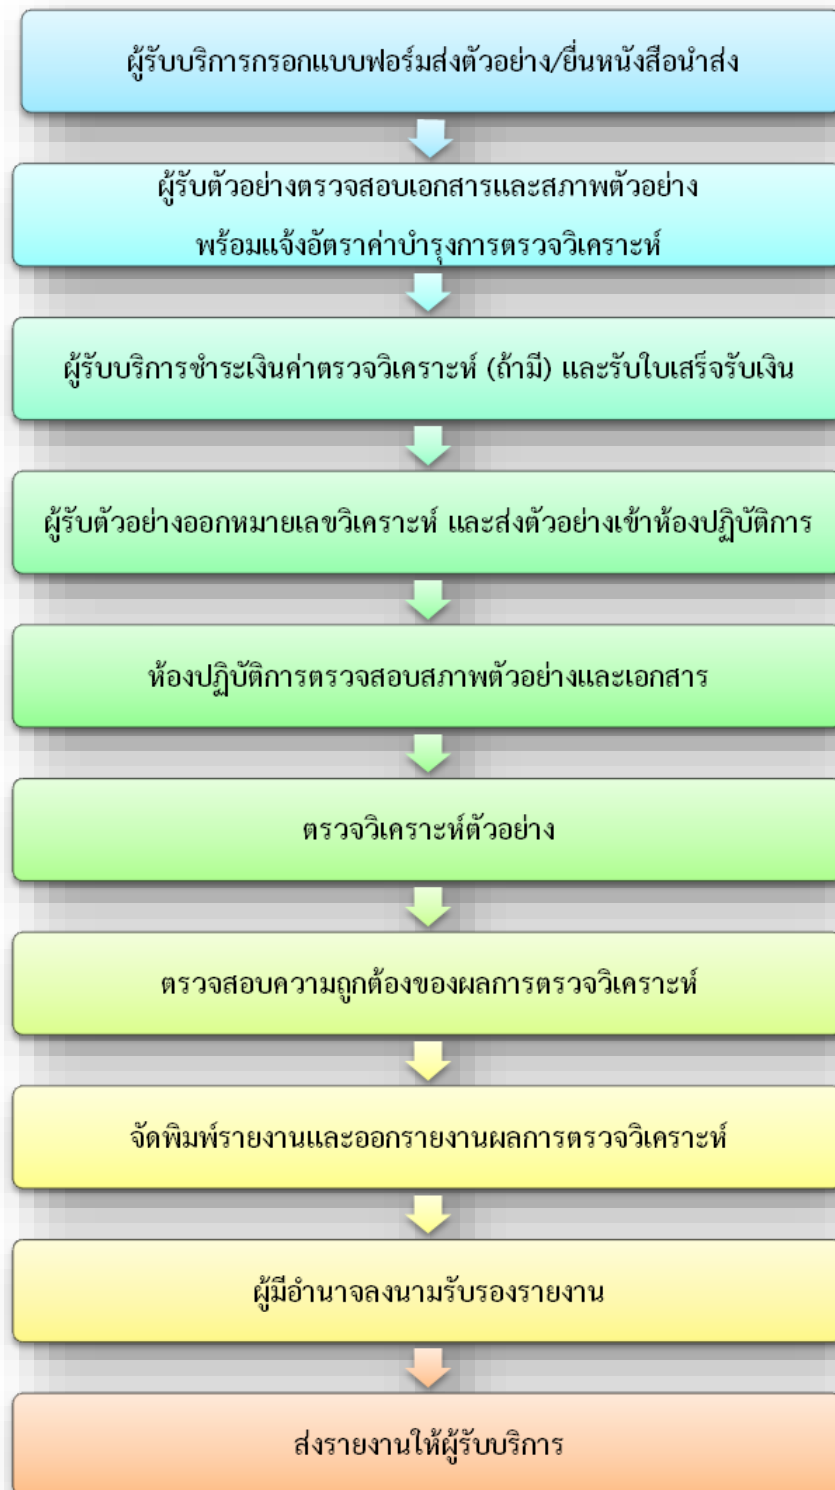 ผู้รับบริการกรอกแบบฟอร์มส่งตัวอย่าง/ยื่นหนังสือนำส่ง
ผู้รับตัวอย่างตรวจสอบเอกสารและสภาพตัวอย่าง
พร้อมแจ้งอัตราค่าบำรุงการตรวจวิเคราะห์
ผู้รับบริการชำระเงินค่าตรวจวิเคราะห์ (ถ้ามี) และรับใบเสร็จรับเงิน
ผู้รับตัวอย่างออกหมายเลขวิเคราะห์ และส่งตัวอย่างเข้าห้องปฏิบัติการ
ห้องปฏิบัติการตรวจสอบสภาพตัวอย่างและเอกสาร
ตรวจวิเคราะห์ตัวอย่าง
ตรวจสอบความถูกต้องของผลการตรวจวิเคราะห์
จัดพิมพ์รายงานและออกรายงานผลการตรวจวิเคราะห์
ผู้มีอำนาจลงนามรับรองรายงาน
ส่งรายงานให้ผู้รับบริการ